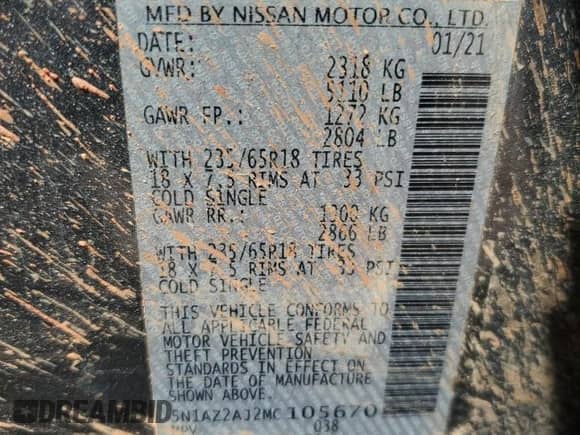 MFD BY NISSAN MOTOR CO., LTD.
DATE: 01/21
GVWR: 2318 KG
5110 LB
GAWR FR.: 1272 KG
2804 LB
WITH 235/65R18 TIRES
18 X 7.5 RIMS AT 33 PSI
COLD SINGLE
GAWR RR.: 1300 KG
2866 LB
WITH 235/65R18 TIRES
18 X 7.5 RIMS AT 33 PSI
COLD SINGLE
THIS VEHICLE CONFORMS TO
ALL APPLICABLE FEDERAL
MOTOR VEHICLE SAFETY AND
THEFT PREVENTION
STANDARDS IN EFFECT ON
THE DATE OF MANUFACTURE
SHOWN ABOVE.
5N1AZ2AJ2MC105670
MPV 038
DREAMBID